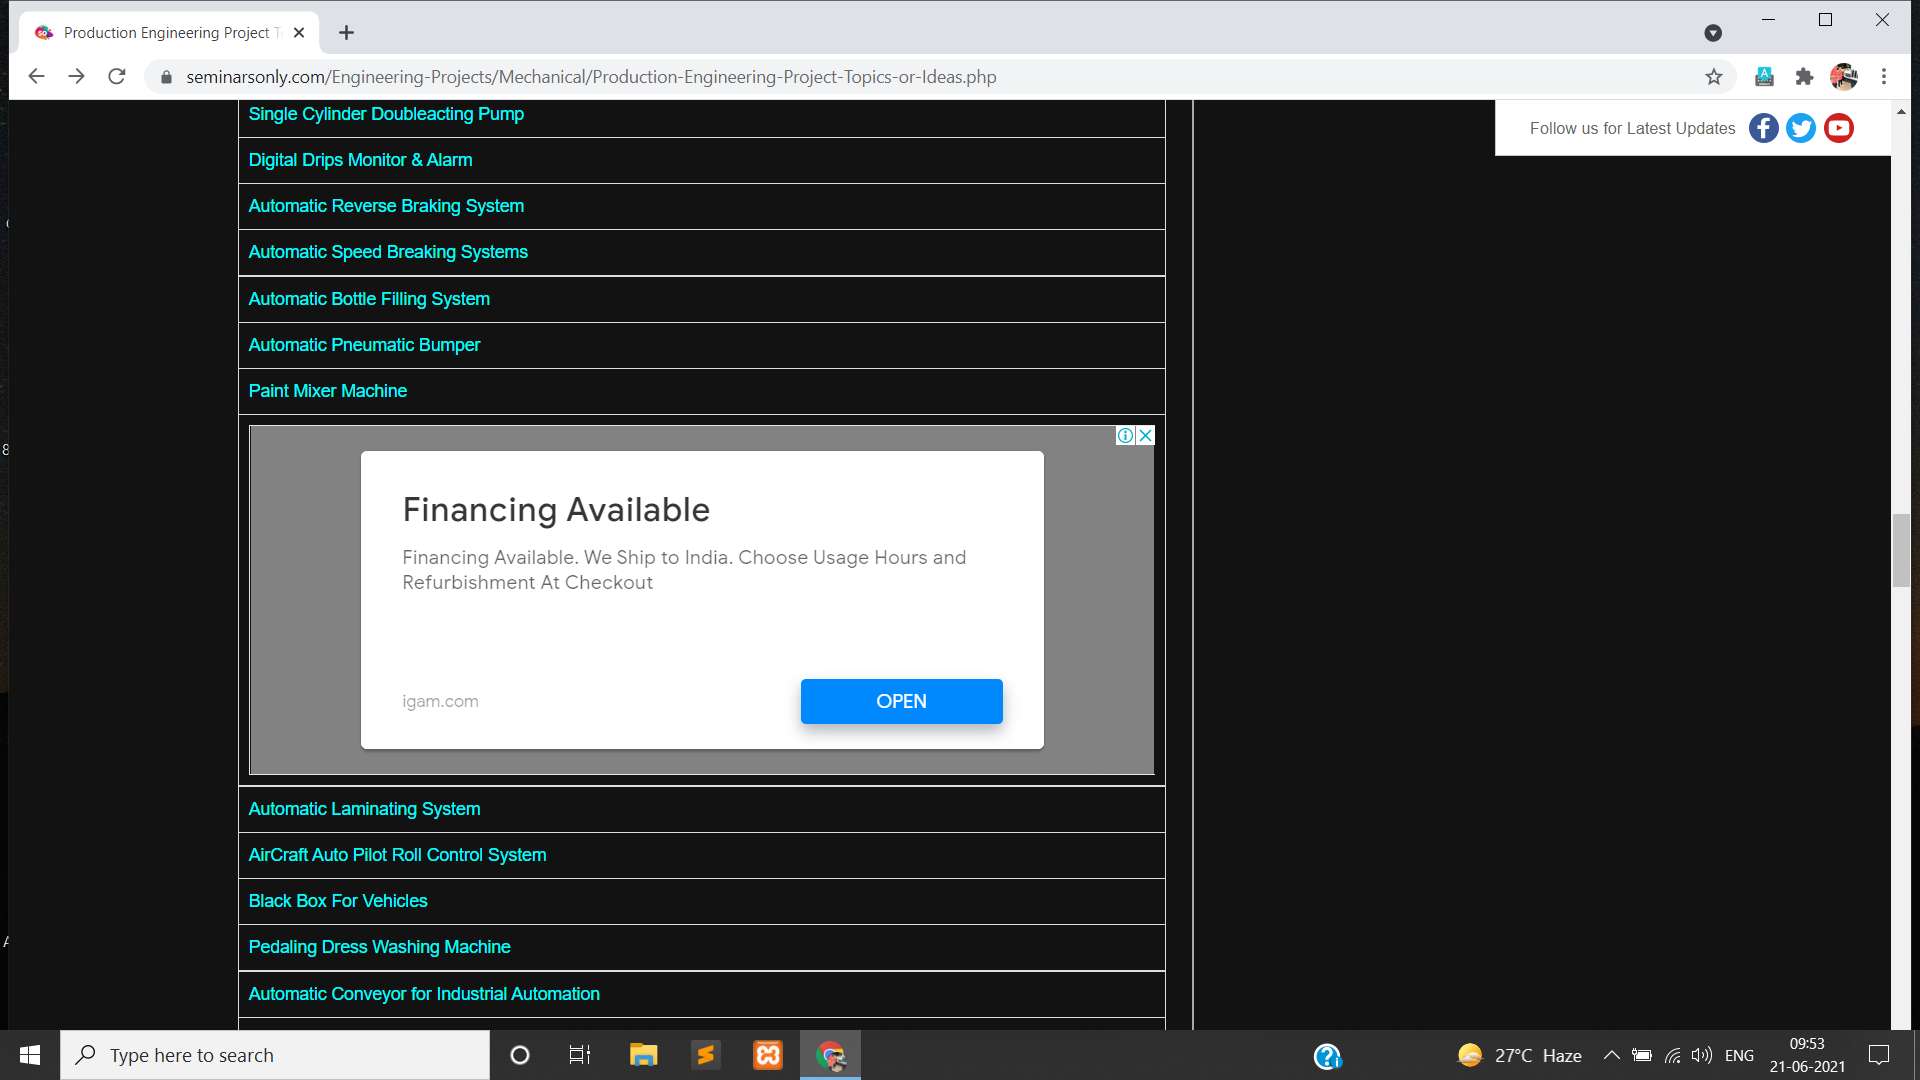 Production Engineering Project T
seminarsonly.com/Engineering-Projects/Mechanical/Production-Engineering-Project-Topics-or-Ideas.php
Follow us for Latest Updates
Single Cylinder Doubleacting Pump
Digital Drips Monitor & Alarm
Automatic Reverse Braking System
Automatic Speed Breaking Systems
Automatic Bottle Filling System
Automatic Pneumatic Bumper
Paint Mixer Machine
Financing Available
Financing Available. We Ship to India. Choose Usage Hours and
Refurbishment At Checkout
igam.com
OPEN
Automatic Laminating System
AirCraft Auto Pilot Roll Control System
Black Box For Vehicles
Pedaling Dress Washing Machine
Automatic Conveyor for Industrial Automation
Type here to search
27°C Haze
ENG
09:53
21-06-2021